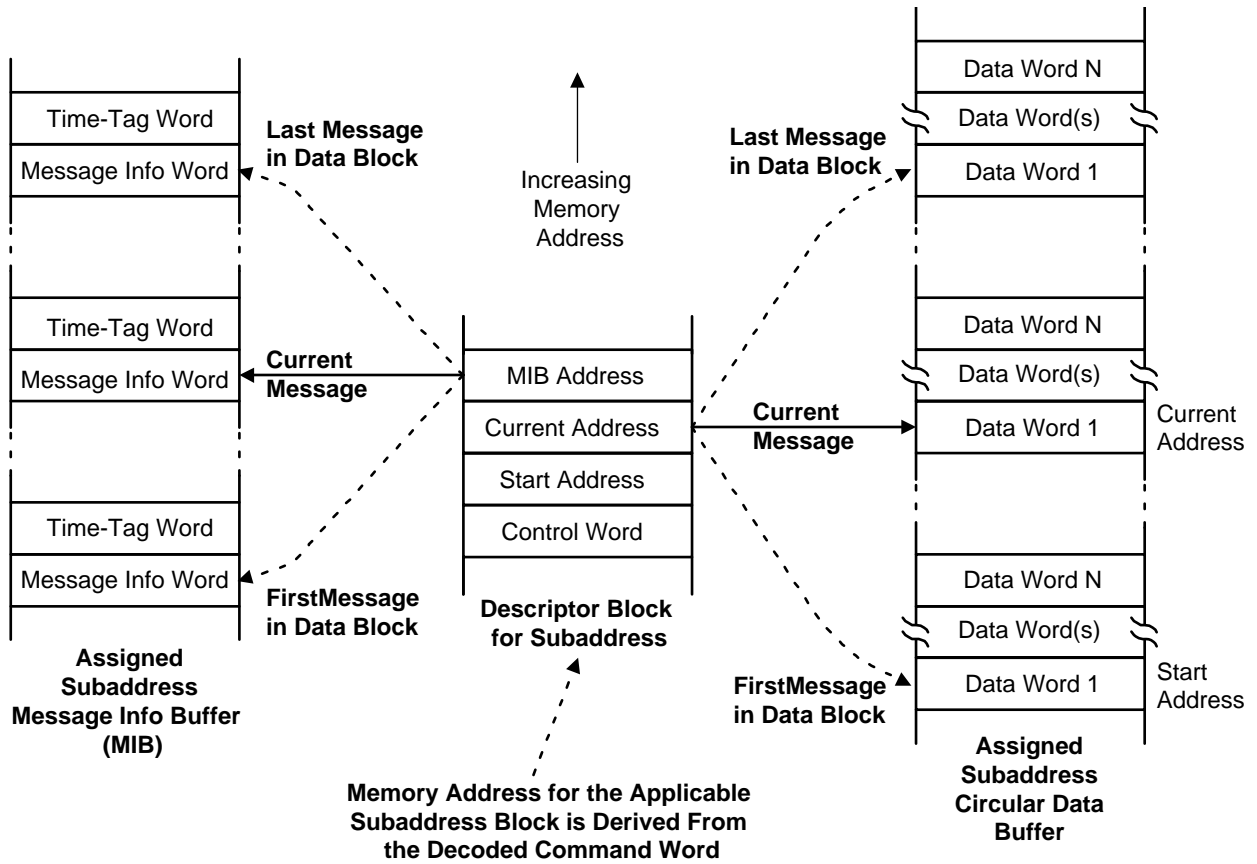 Time-Tag Word
Message Info Word
Time-Tag Word
Message Info Word
Time-Tag Word
Message Info Word
Assigned
Subaddress
Message Info Buffer
(MIB)
Last Message
in Data Block
Current
Message
FirstMessage
in Data Block
Increasing
Memory
Address
MIB Address
Current Address
Start Address
Control Word
Descriptor Block
for Subaddress
Memory Address for the Applicable
Subaddress Block is Derived From
the Decoded Command Word
Last Message
in Data Block
Current
Message
FirstMessage
in Data Block
Data Word N
Data Word(s)
Data Word 1
Data Word N
Data Word(s)
Data Word 1
Current
Address
Data Word N
Data Word(s)
Data Word 1
Start
Address
Assigned
Subaddress
Circular Data
Buffer